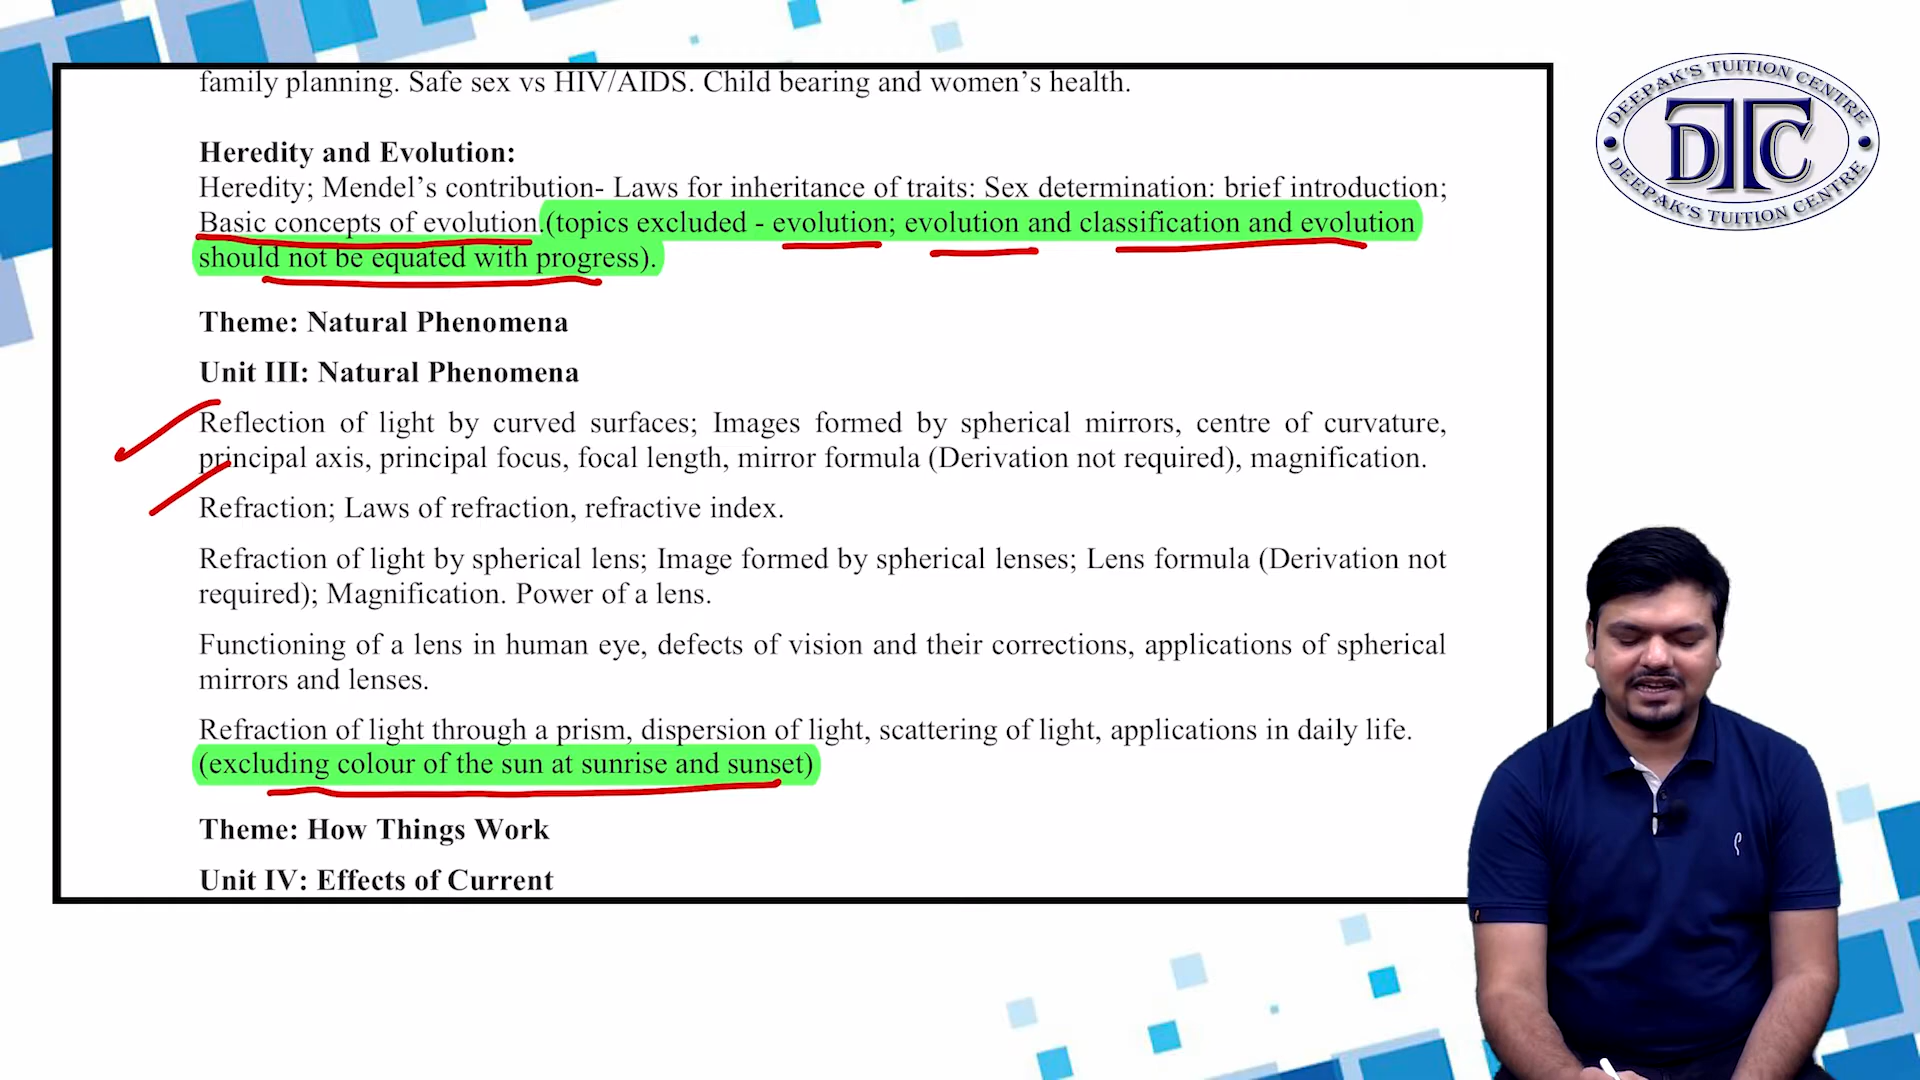 family planning. Safe sex vs HIV/AIDS. Child bearing and women's health.
Heredity and Evolution:
Heredity; Mendel's contribution- Laws for inheritance of traits: Sex determination: brief introduction;
Basic concepts of evolution.(topics excluded - evolution; evolution and classification and evolution
should not be equated with progress).
Theme: Natural Phenomena
Unit III: Natural Phenomena
Reflection of light by curved surfaces; Images formed by spherical mirrors, centre of curvature,
principal axis, principal focus, focal length, mirror formula (Derivation not required), magnification.
Refraction; Laws of refraction, refractive index.
Refraction of light by spherical lens; Image formed by spherical lenses; Lens formula (Derivation not
required); Magnification. Power of a lens.
Functioning of a lens in human eye, defects of vision and their corrections, applications of spherical
mirrors and lenses.
Refraction of light through a prism, dispersion of light, scattering of light, applications in daily life.
(excluding colour of the sun at sunrise and sunset)
Theme: How Things Work
Unit IV: Effects of Current
DEEPAK'S TUITION CENTRE
DTC
DEEPAK'S TUITION CENTRE